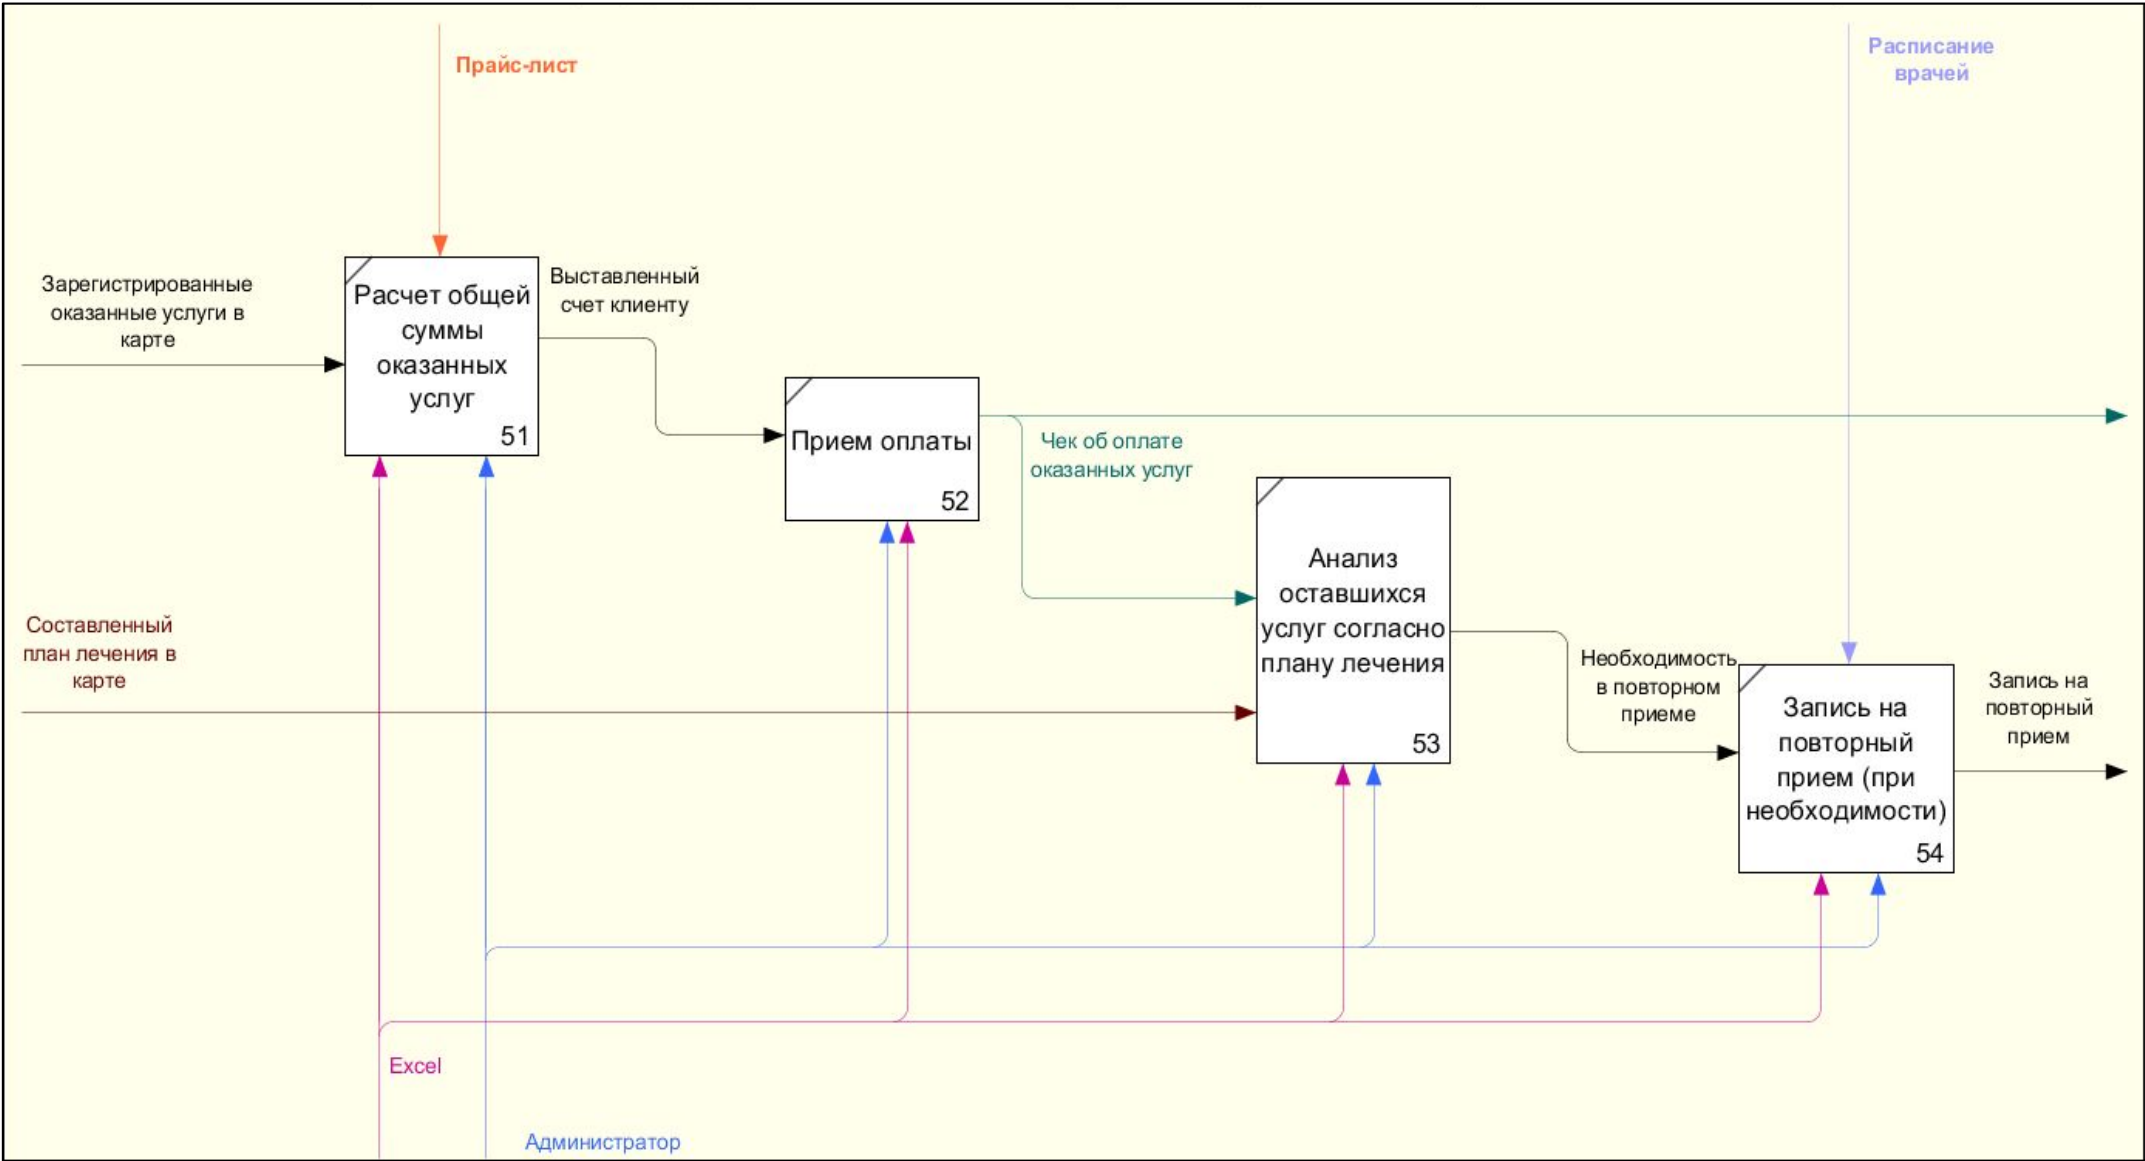 Прайс-лист
Расписание
врачей
Зарегистрированные
оказанные услуги в
карте
Расчет общей
суммы
оказанных
услуг
51
Выставленный
счет клиенту
Прием оплаты
52
Чек об оплате
оказанных услуг
Составленный
план лечения в
карте
Анализ
оставшихся
услуг согласно
плану лечения
53
Необходимость
в повторном
приеме
Запись на
повторный
прием (при
необходимости)
54
Запись на
повторный
прием
Excel
Администратор